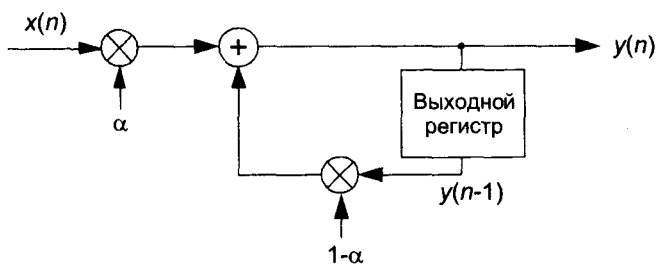 x(n)
α
+
y(n)
Выходной
регистр
y(n-1)
1-α